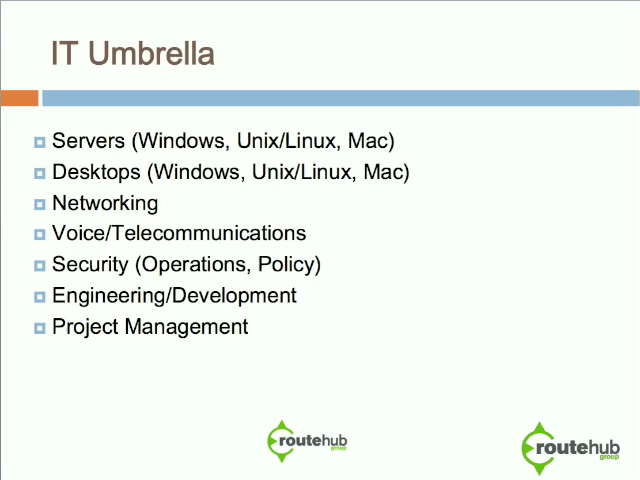 IT Umbrella
Servers (Windows, Unix/Linux, Mac)
Desktops (Windows, Unix/Linux, Mac)
Networking
Voice/Telecommunications
Security (Operations, Policy)
Engineering/Development
Project Management
routehub
group
routehub
group